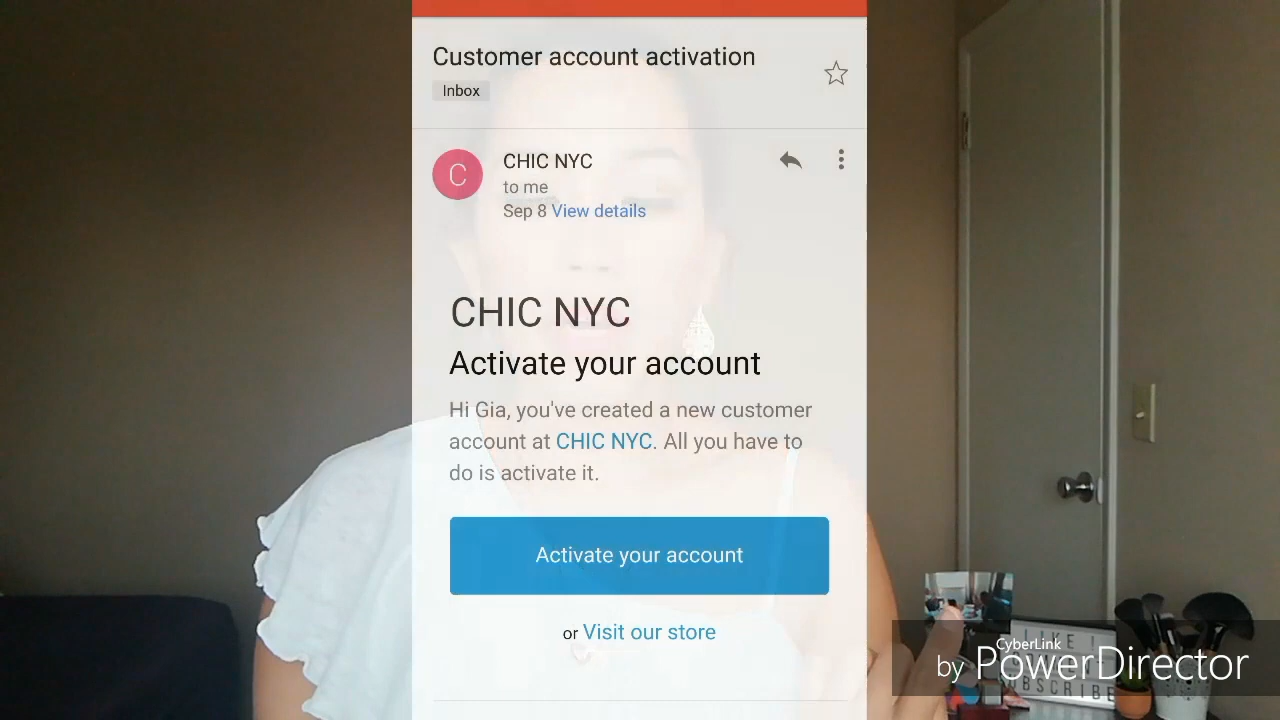 Customer account activation
Inbox
C
CHIC NYC
to me
Sep 8 View details
CHIC NYC
Activate your account
Hi Gia, you've created a new customer
account at CHIC NYC. All you have to
do is activate it.
Activate your account
or Visit our store
LIKE
SUBSCRIBE
CyberLink
by PowerDirector